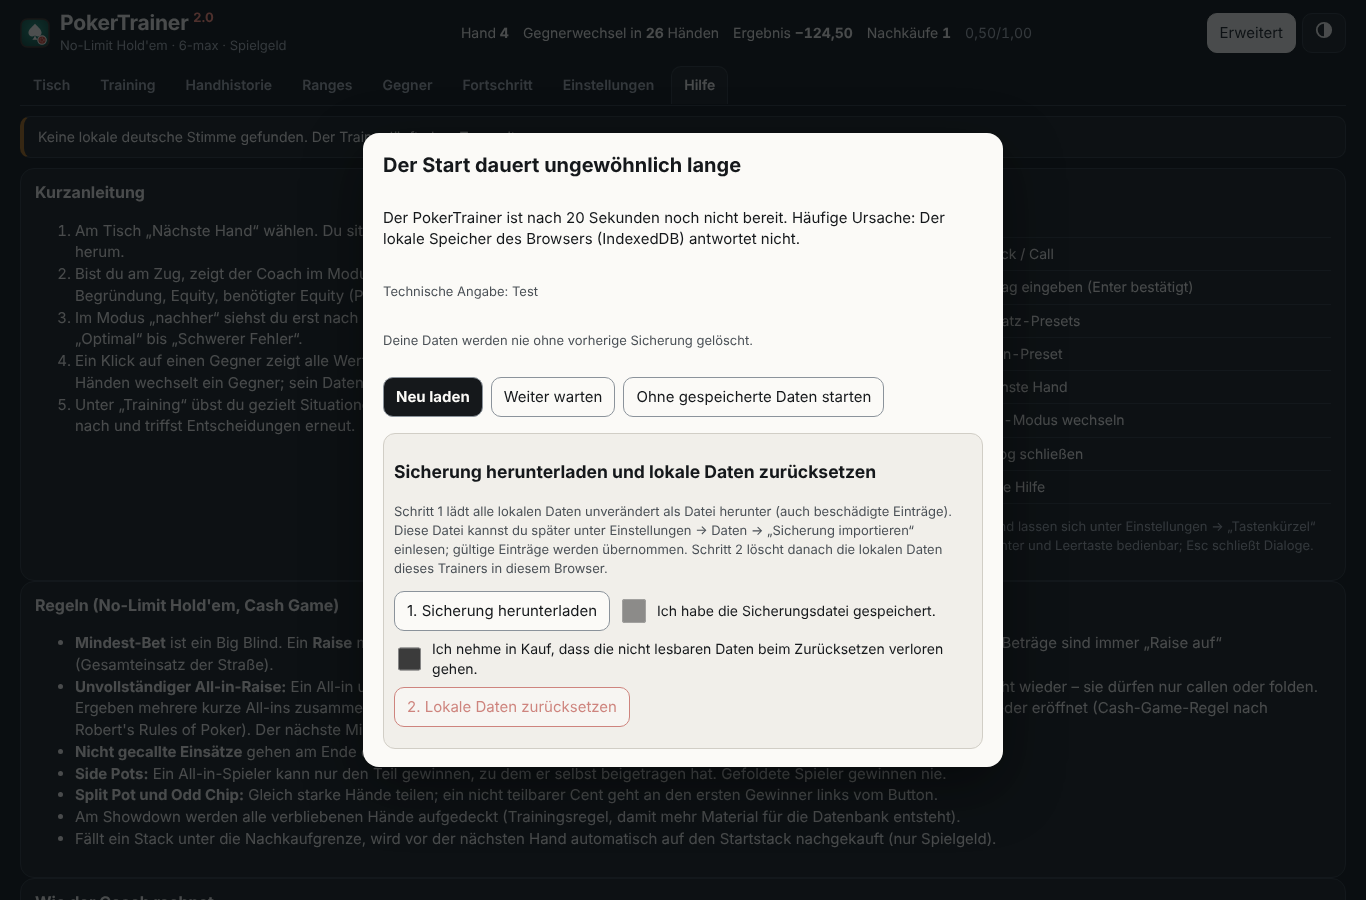 PokerTrainer 2.0
No-Limit Hold'em · 6-max · Spielgeld
Hand 4 Gegnerwechsel in 26 Händen Ergebnis −124,50 Nachkäufe 1 0,50/1,00
Erweitert
Tisch Training Handhistorie Ranges Gegner Fortschritt Einstellungen Hilfe
Keine lokale deutsche Stimme gefunden. Der
Der Start dauert ungewöhnlich lange
Der PokerTrainer ist nach 20 Sekunden noch nicht bereit. Häufige Ursache: Der
lokale Speicher des Browsers (IndexedDB) antwortet nicht.
Technische Angabe: Test
Deine Daten werden nie ohne vorherige Sicherung gelöscht.
Neu laden Weiter warten Ohne gespeicherte Daten starten
Sicherung herunterladen und lokale Daten zurücksetzen
Schritt 1 lädt alle lokalen Daten unverändert als Datei herunter (auch beschädigte Einträge).
Diese Datei kannst du später unter Einstellungen → Daten → „Sicherung importieren“
einlesen; gültige Einträge werden übernommen. Schritt 2 löscht danach die lokalen Daten
dieses Trainers in diesem Browser.
1. Sicherung herunterladen Ich habe die Sicherungsdatei gespeichert.
Ich nehme in Kauf, dass die nicht lesbaren Daten beim Zurücksetzen verloren
gehen.
2. Lokale Daten zurücksetzen
Kurzanleitung
1. Am Tisch „Nächste Hand“ wählen. Du
herum.
2. Bist du am Zug, zeigt der Coach im
Begründung, Equity, benötigter Equity
3. Im Modus „nachher“ siehst du erst nach
„Optimal“ bis „Schwerer Fehler“.
4. Ein Klick auf einen Gegner zeigt alle
Händen wechselt ein Gegner; sein
5. Unter „Training“ übst du gezielt
nach und triffst Entscheidungen erneut.
/ Call
eingeben (Enter bestätigt)
-Presets
-Preset
Hand
-Modus wechseln
schließen
Hilfe
lassen sich unter Einstellungen → „Tastenkürzel“
und Leertaste bedienbar; Esc schließt Dialoge.
Regeln (No-Limit Hold'em, Cash Game)
• Mindest-Bet ist ein Big Blind. Ein Raise
Beträge sind immer „Raise auf“
(Gesamteinsatz der Straße).
• Unvollständiger All-in-Raise: Ein All-in
wieder – sie dürfen nur callen oder folden.
Ergeben mehrere kurze All-ins
eröffnet (Cash-Game-Regel nach
Robert's Rules of Poker). Der nächste
• Nicht gecallte Einsätze gehen am Ende
• Side Pots: Ein All-in-Spieler kann nur den Teil gewinnen, zu dem er selbst beigetragen hat. Gefoldete Spieler gewinnen nie.
• Split Pot und Odd Chip: Gleich starke Hände teilen; ein nicht teilbarer Cent geht an den ersten Gewinner links vom Button.
• Am Showdown werden alle verbliebenen Hände aufgedeckt (Trainingsregel, damit mehr Material für die Datenbank entsteht).
• Fällt ein Stack unter die Nachkaufgrenze, wird vor der nächsten Hand automatisch auf den Startstack nachgekauft (nur Spielgeld).